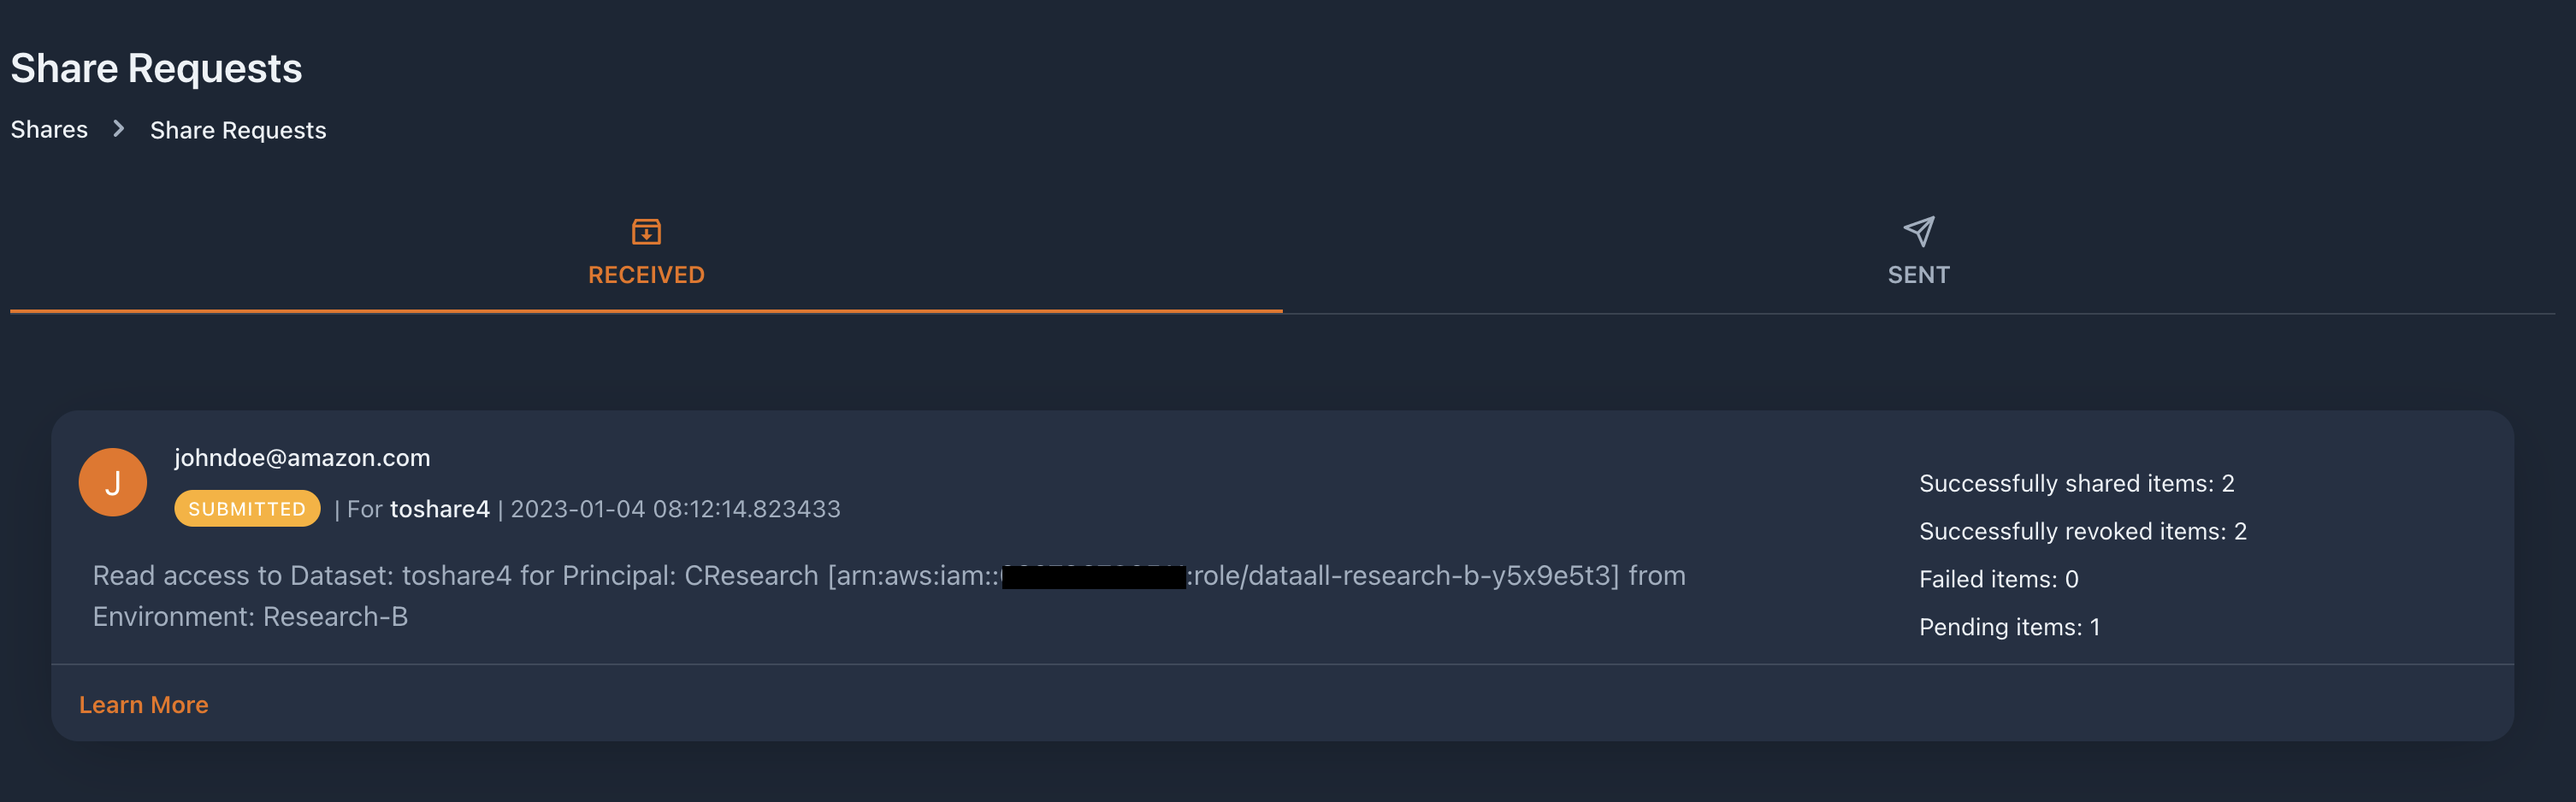 Share Requests
Shares > Share Requests
RECEIVED
SENT
J
johndoe@amazon.com
SUBMITTED | For toshare4 | 2023-01-04 08:12:14.823433
Read access to Dataset: toshare4 for Principal: CResearch [arn:aws:iam:: :role/dataall-research-b-y5x9e5t3] from
Environment: Research-B
Successfully shared items: 2
Successfully revoked items: 2
Failed items: 0
Pending items: 1
Learn More